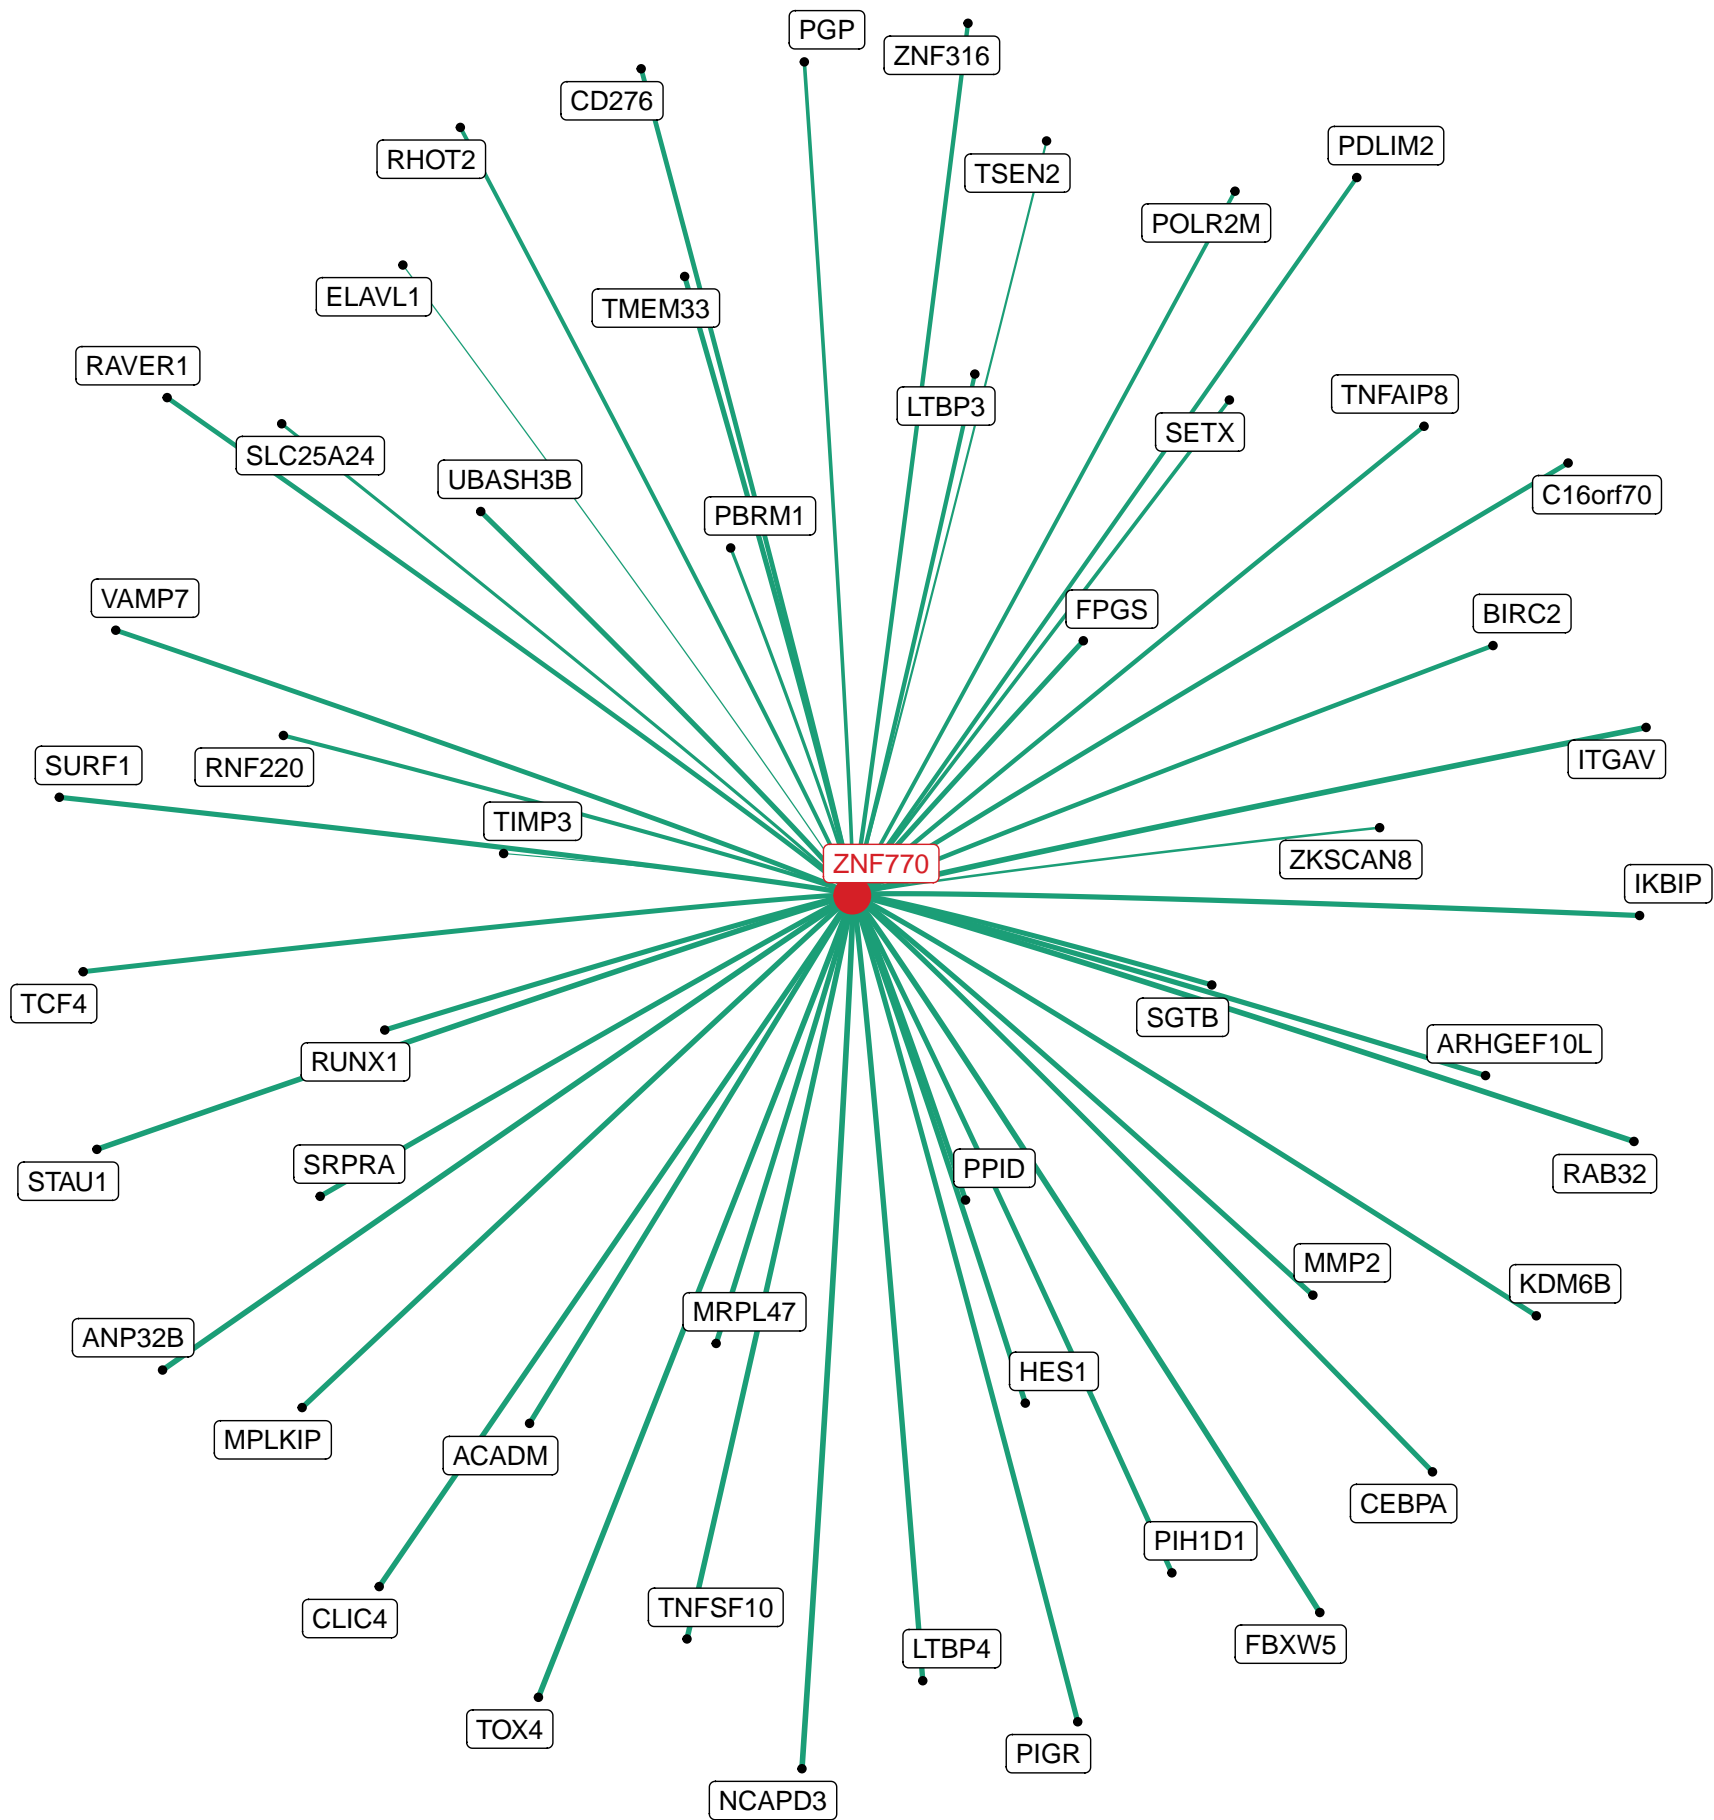 PGP
ZNF316
CD276
PDLIM2
RHOT2
TSEN2
POLR2M
ELAVL1
TMEM33
RAVER1
TNFAIP8
LTBP3
SETX
SLC25A24
UBASH3B
C16orf70
PBRM1
VAMP7
FPGS
BIRC2
SURF1
RNF220
ITGAV
TIMP3
ZNF770
ZKSCAN8
IKBIP
TCF4
SGTB
ARHGEF10L
RUNX1
SRPRA
PPID
RAB32
STAU1
MMP2
KDM6B
MRPL47
ANP32B
HES1
MPLKIP
ACADM
CEBPA
PIH1D1
TNFSF10
CLIC4
FBXW5
LTBP4
TOX4
PIGR
NCAPD3